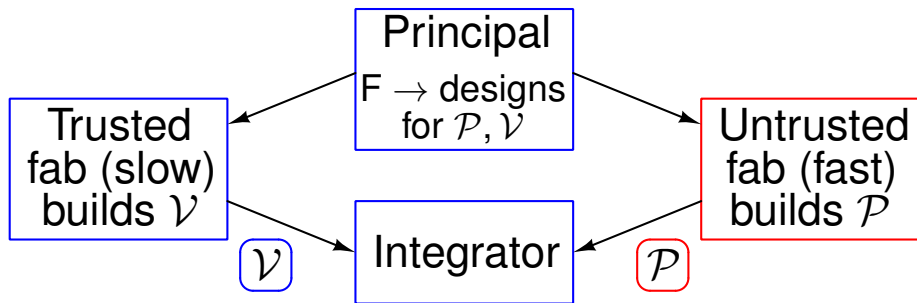 Principal
F → designs
for 𝒫, 𝒱
Trusted
fab (slow)
builds 𝒱
Untrusted
fab (fast)
builds 𝒫
Integrator
𝒱
𝒫